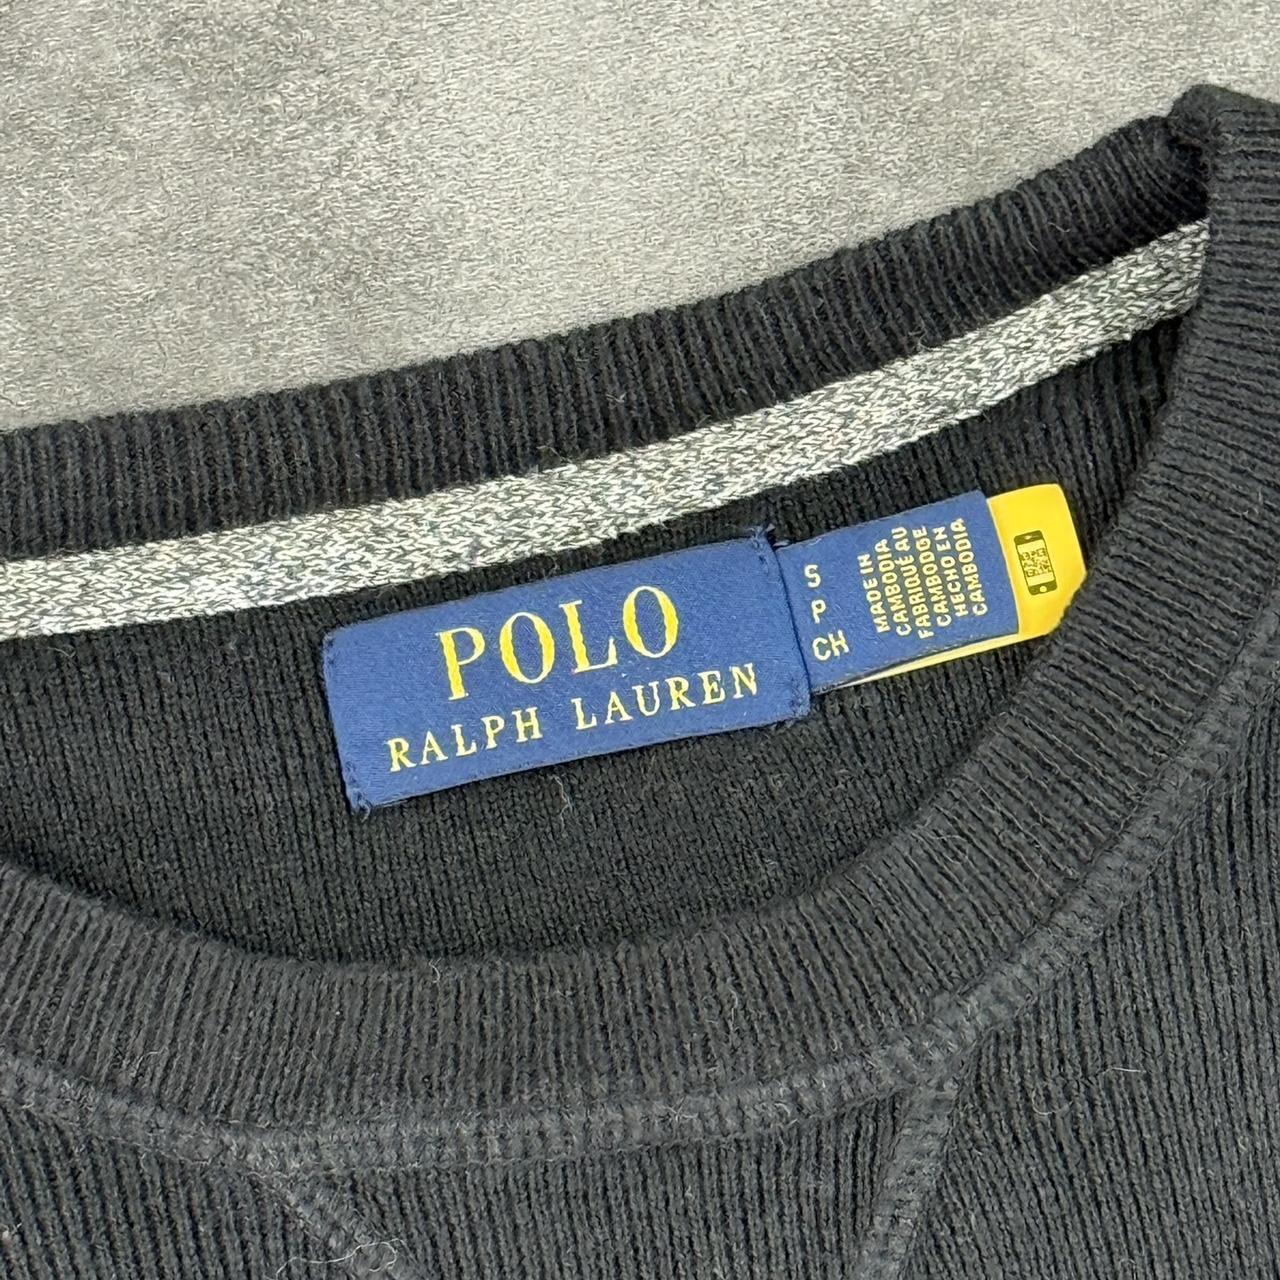 POLO
RALPH LAUREN
S
P
CH
MADE IN
CAMBODIA
FABRIQUÉ AU
CAMBODGE
HECHO EN
CAMBODIA